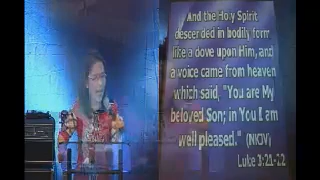 And the Holy Spirit
descended in bodily form
like a dove upon Him, and
a voice came from heaven
which said, "You are My
beloved Son; in You I am
well pleased." (NKJV)
Luke 3:21-22